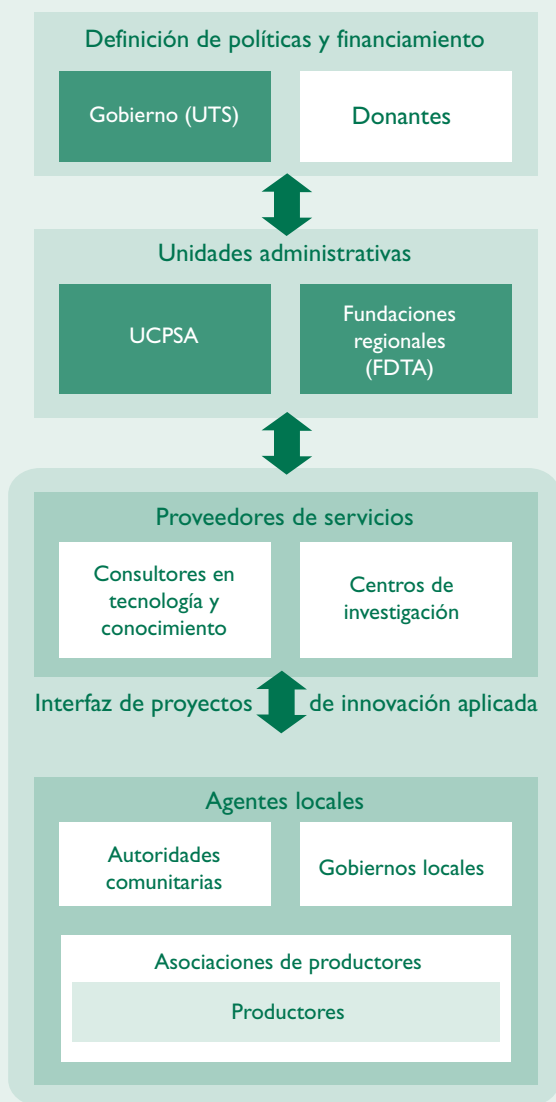 Definición de políticas y financiamiento
Gobierno (UTS)
Donantes
Unidades administrativas
UCPSA
Fundaciones
regionales
(FDTA)
Proveedores de servicios
Consultores en
tecnología y
conocimiento
Centros de
investigación
Interfaz de proyectos de innovación aplicada
Agentes locales
Autoridades
comunitarias
Gobiernos locales
Asociaciones de productores
Productores